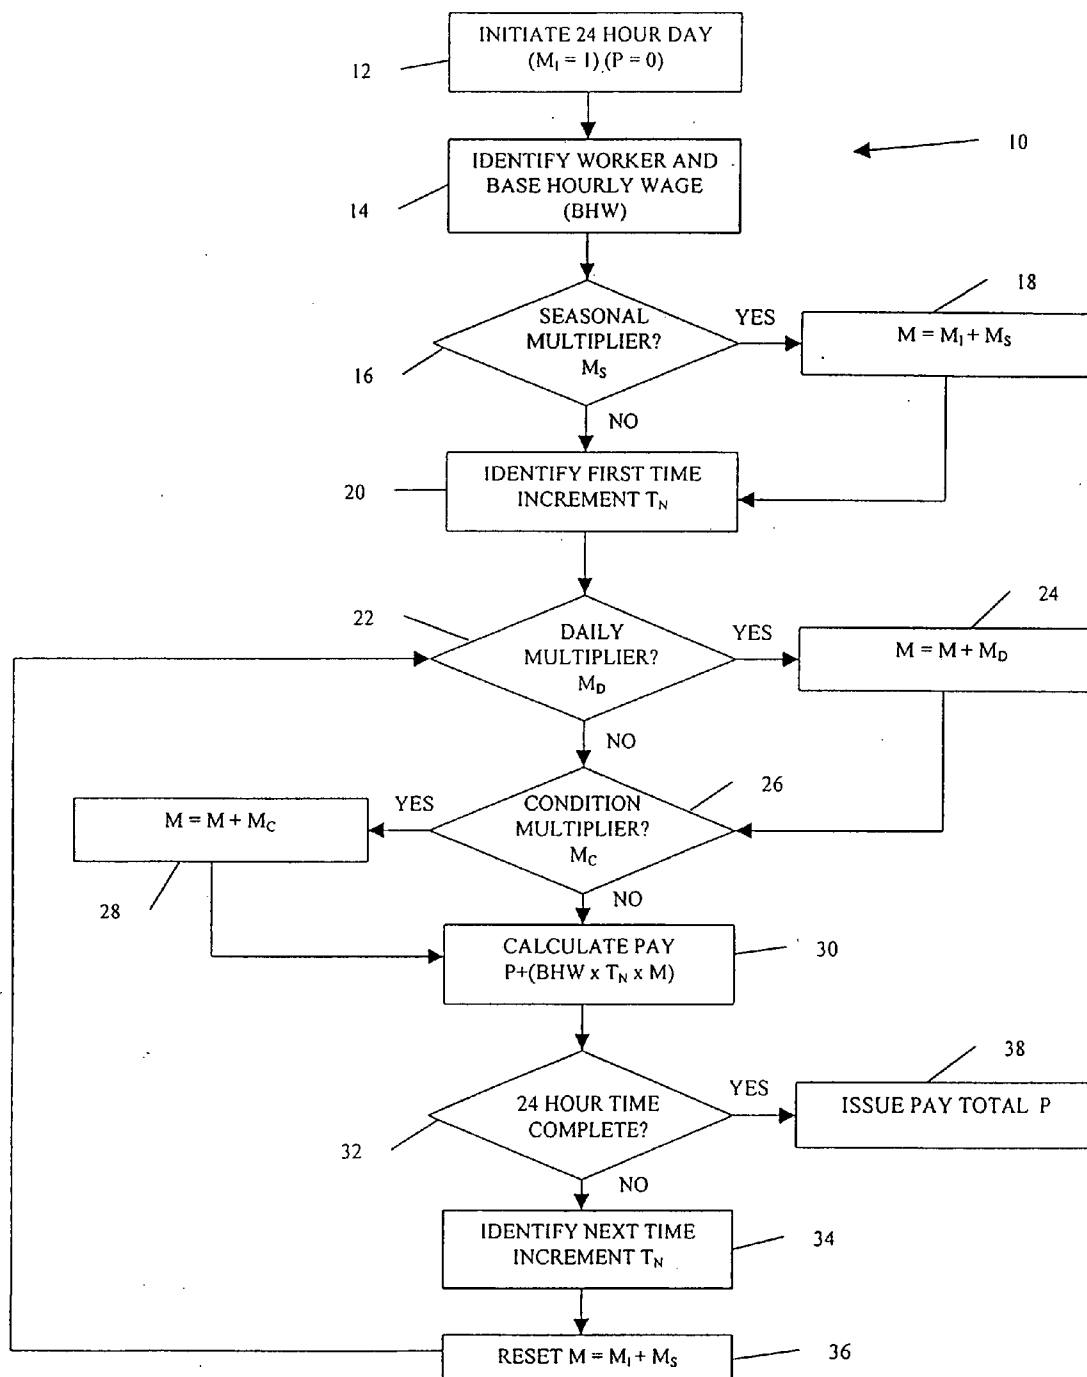 INITIATE 24 HOUR DAY
(M_I = 1) (P = 0)
12
10
IDENTIFY WORKER AND
BASE HOURLY WAGE
(BHW)
14
18
SEASONAL
MULTIPLIER?
M_S
YES
M = M_I + M_S
16
NO
IDENTIFY FIRST TIME
INCREMENT T_N
20
24
22
DAILY
MULTIPLIER?
M_D
YES
M = M + M_D
NO
26
CONDITION
MULTIPLIER?
M_C
YES
M = M + M_C
28
NO
CALCULATE PAY
P+(BHW x T_N x M)
30
38
24 HOUR TIME
COMPLETE?
YES
ISSUE PAY TOTAL P
32
NO
IDENTIFY NEXT TIME
INCREMENT T_N
34
RESET M = M_I + M_S
36